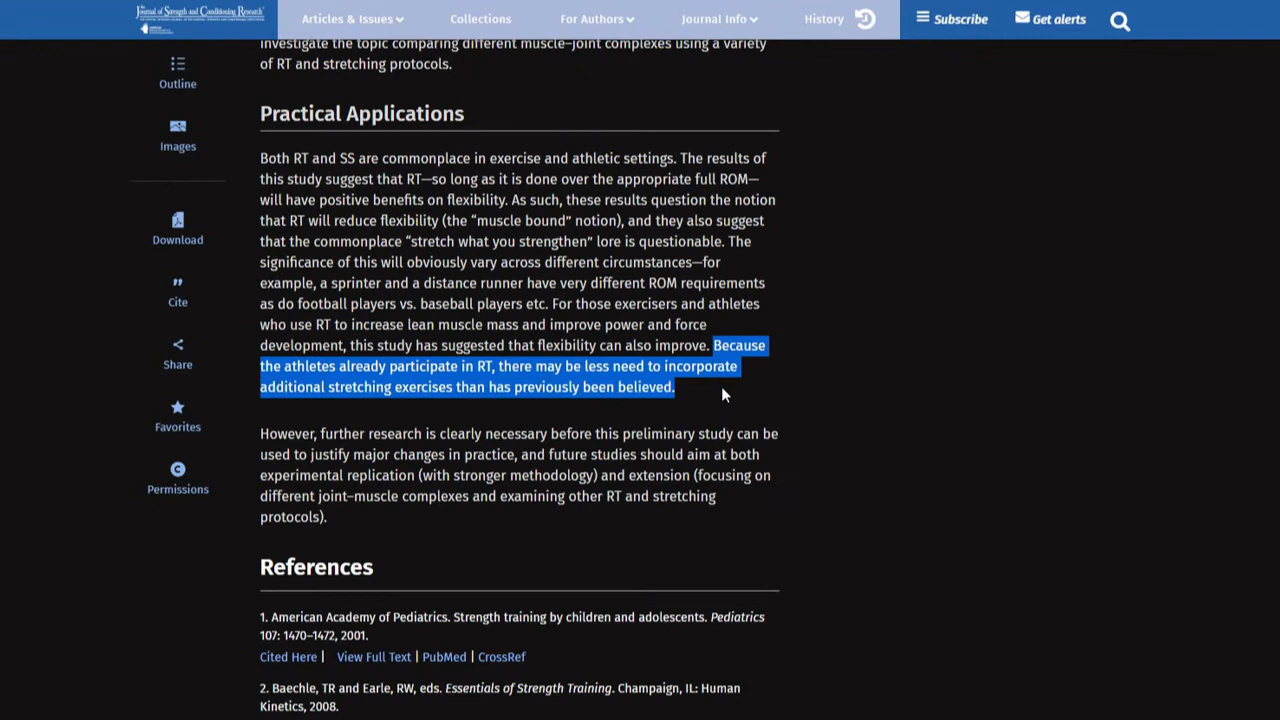 The Journal of Strength and Conditioning Research
Articles & Issues
Collections
For Authors
Journal Info
History
Subscribe
Get alerts
Outline
Images
Download
Cite
Share
Favorites
Permissions
investigate the topic comparing different muscle–joint complexes using a variety
of RT and stretching protocols.
Practical Applications
Both RT and SS are commonplace in exercise and athletic settings. The results of
this study suggest that RT—so long as it is done over the appropriate full ROM—
will have positive benefits on flexibility. As such, these results question the notion
that RT will reduce flexibility (the “muscle bound” notion), and they also suggest
that the commonplace “stretch what you strengthen” lore is questionable. The
significance of this will obviously vary across different circumstances—for
example, a sprinter and a distance runner have very different ROM requirements
as do football players vs. baseball players etc. For those exercisers and athletes
who use RT to increase lean muscle mass and improve power and force
development, this study has suggested that flexibility can also improve. Because
the athletes already participate in RT, there may be less need to incorporate
additional stretching exercises than has previously been believed.
However, further research is clearly necessary before this preliminary study can be
used to justify major changes in practice, and future studies should aim at both
experimental replication (with stronger methodology) and extension (focusing on
different joint–muscle complexes and examining other RT and stretching
protocols).
References
1. American Academy of Pediatrics. Strength training by children and adolescents. Pediatrics
107: 1470–1472, 2001.
Cited Here | View Full Text | PubMed | CrossRef
2. Baechle, TR and Earle, RW, eds. Essentials of Strength Training. Champaign, IL: Human
Kinetics, 2008.